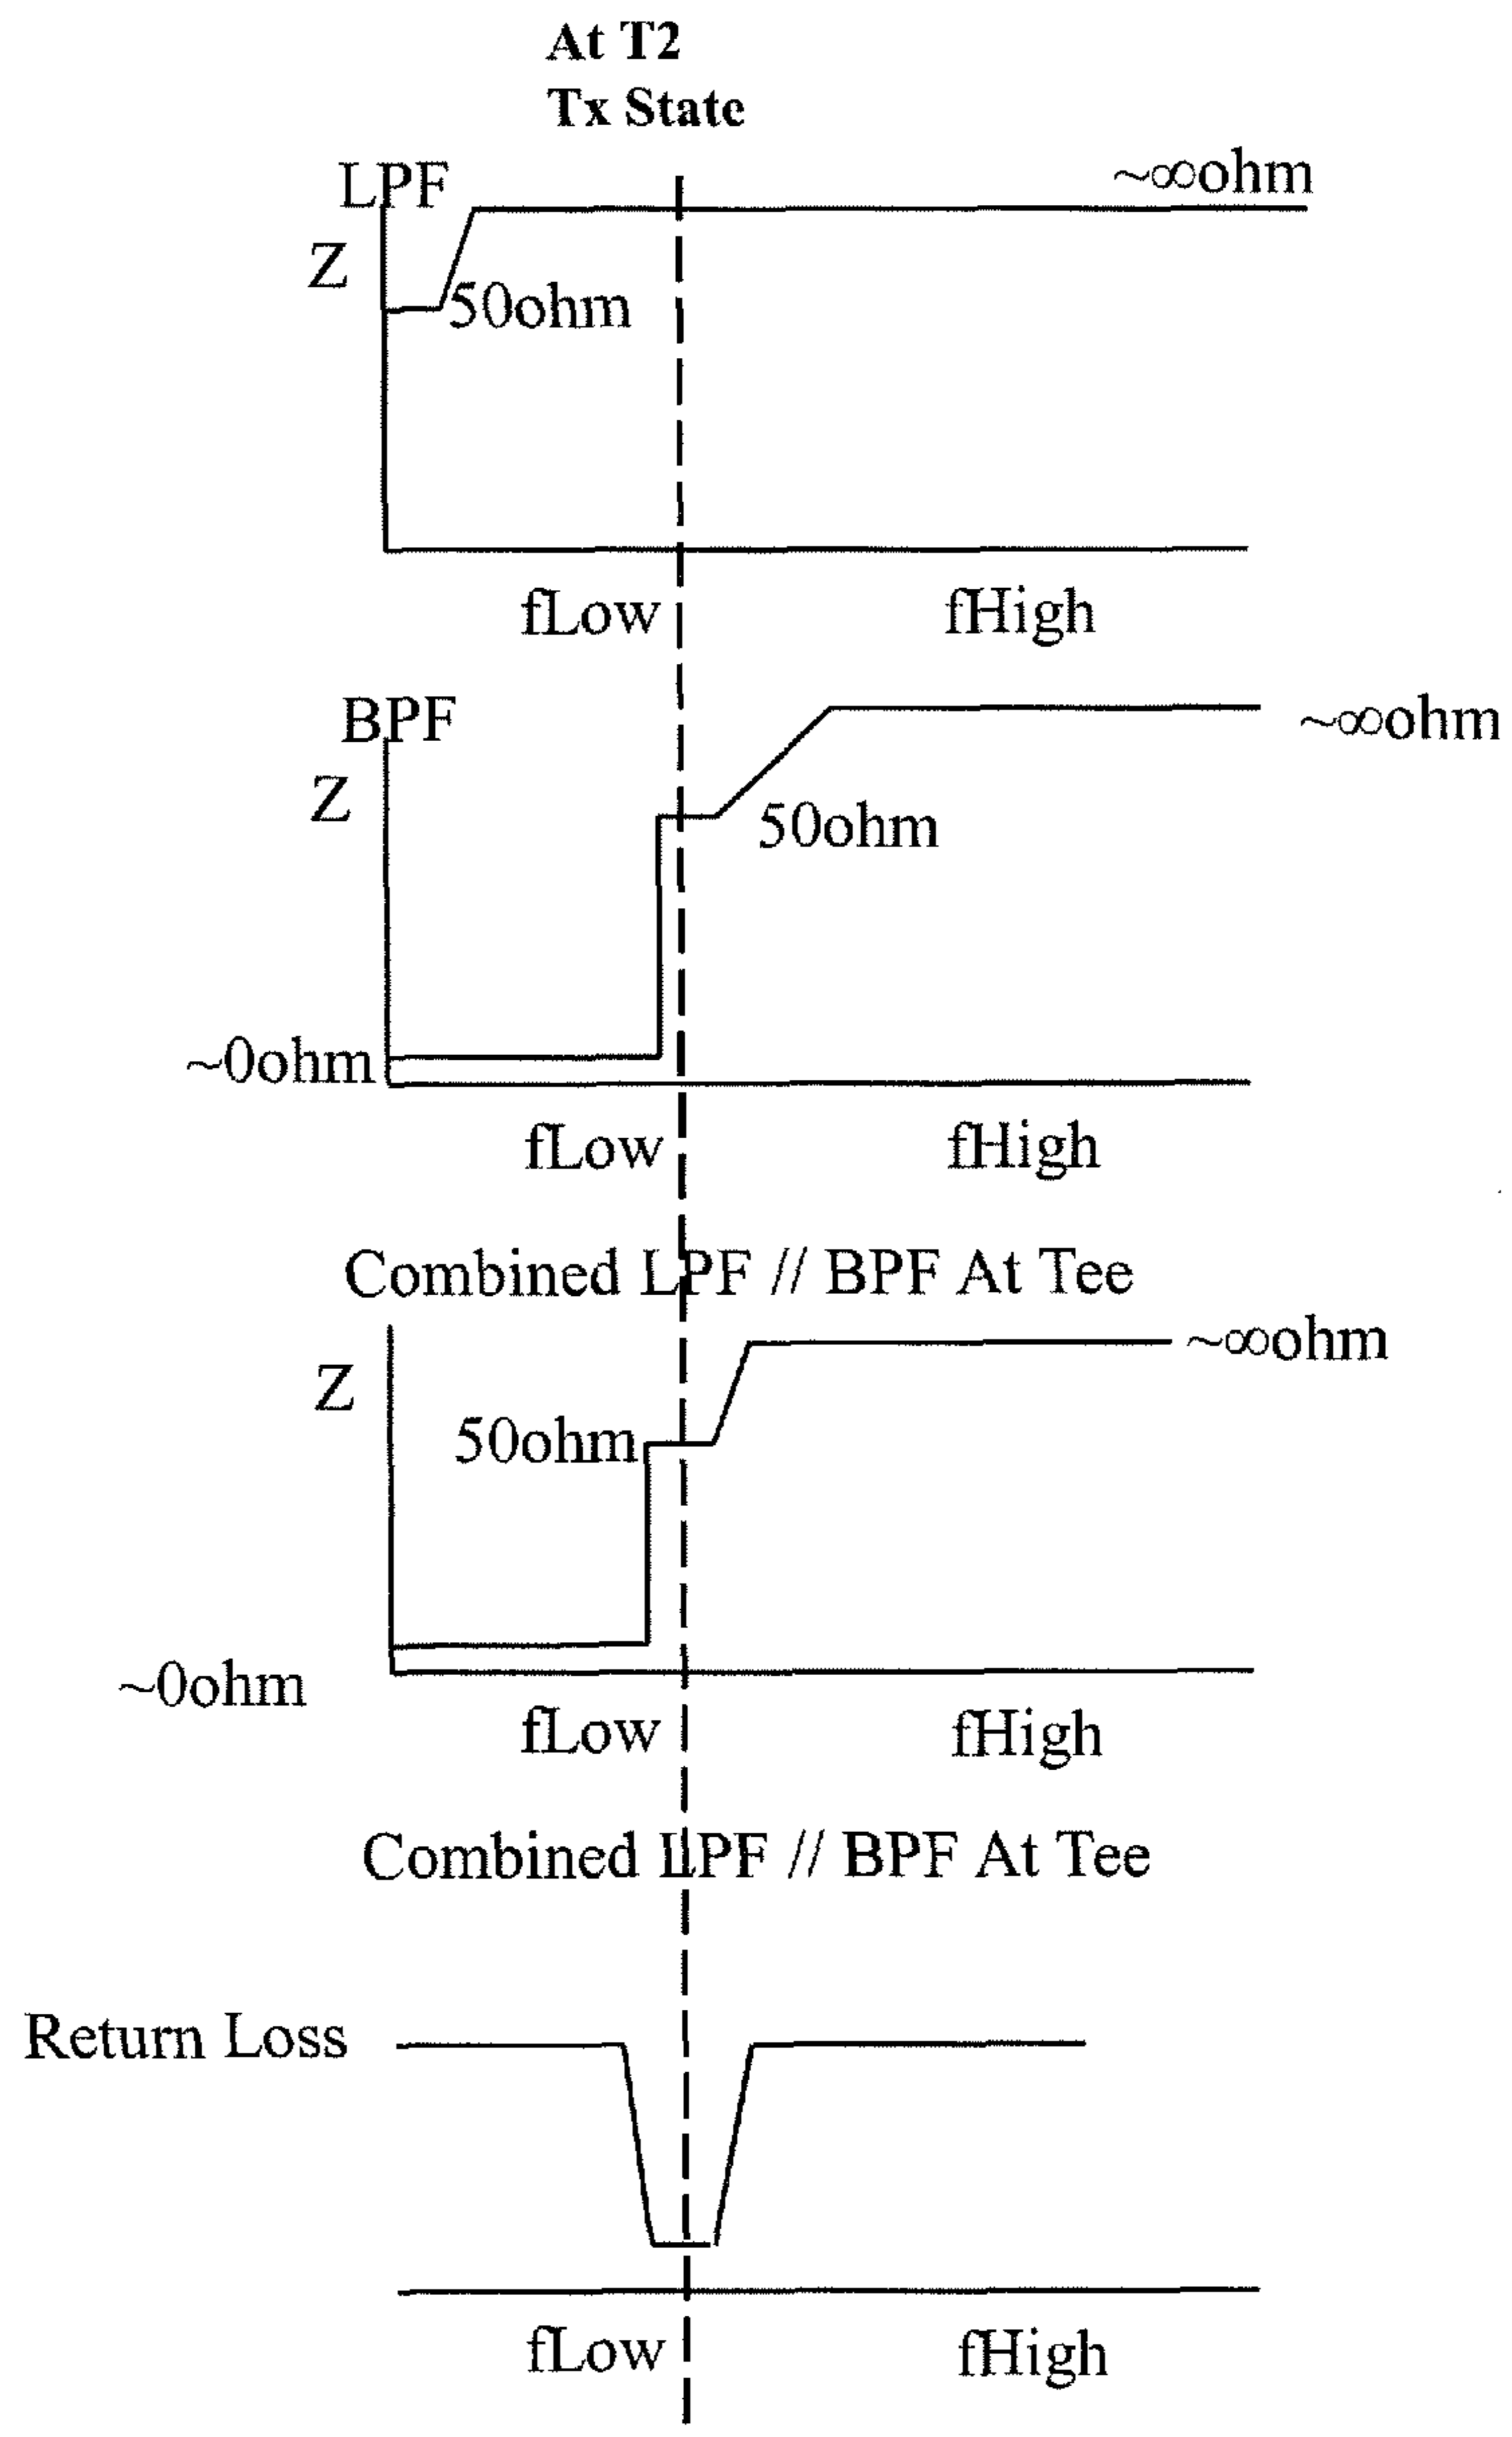 At T2
Tx State
LPF
~∞ohm
Z
50ohm
fLow
fHigh
BPF
~∞ohm
Z
50ohm
~0ohm
fLow
fHigh
Combined LPF // BPF At Tee
~∞ohm
Z
50ohm
~0ohm
fLow
fHigh
Combined LPF // BPF At Tee
Return Loss
fLow
fHigh